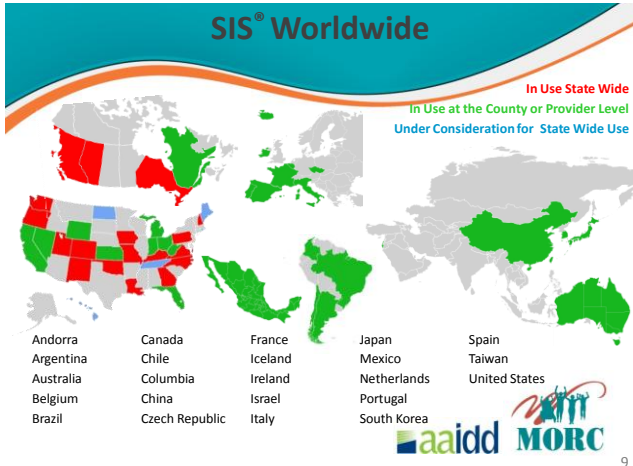 SIS® Worldwide
In Use State Wide
In Use at the County or Provider Level
Under Consideration for State Wide Use
Andorra
Argentina
Australia
Belgium
Brazil
Canada
Chile
Columbia
China
Czech Republic
France
Iceland
Ireland
Israel
Italy
Japan
Mexico
Netherlands
Portugal
South Korea
Spain
Taiwan
United States
aaidd
MORC
9